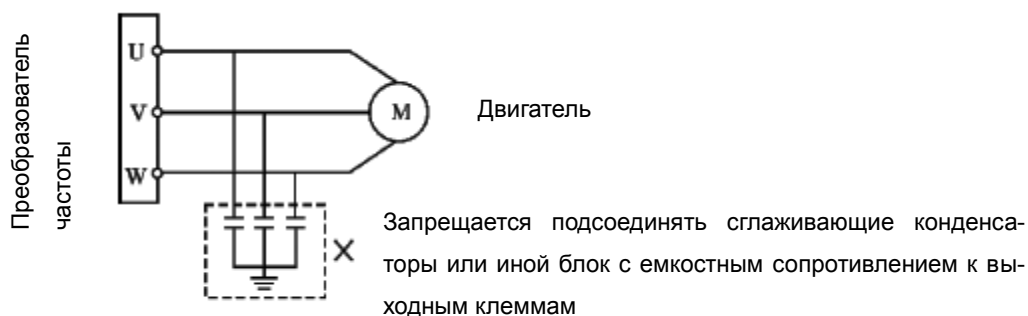 Преобразователь
частоты
U
V
W
M
Двигатель
Запрещается подсоединять сглаживающие конденса-
торы или иной блок с емкостным сопротивлением к вы-
ходным клеммам